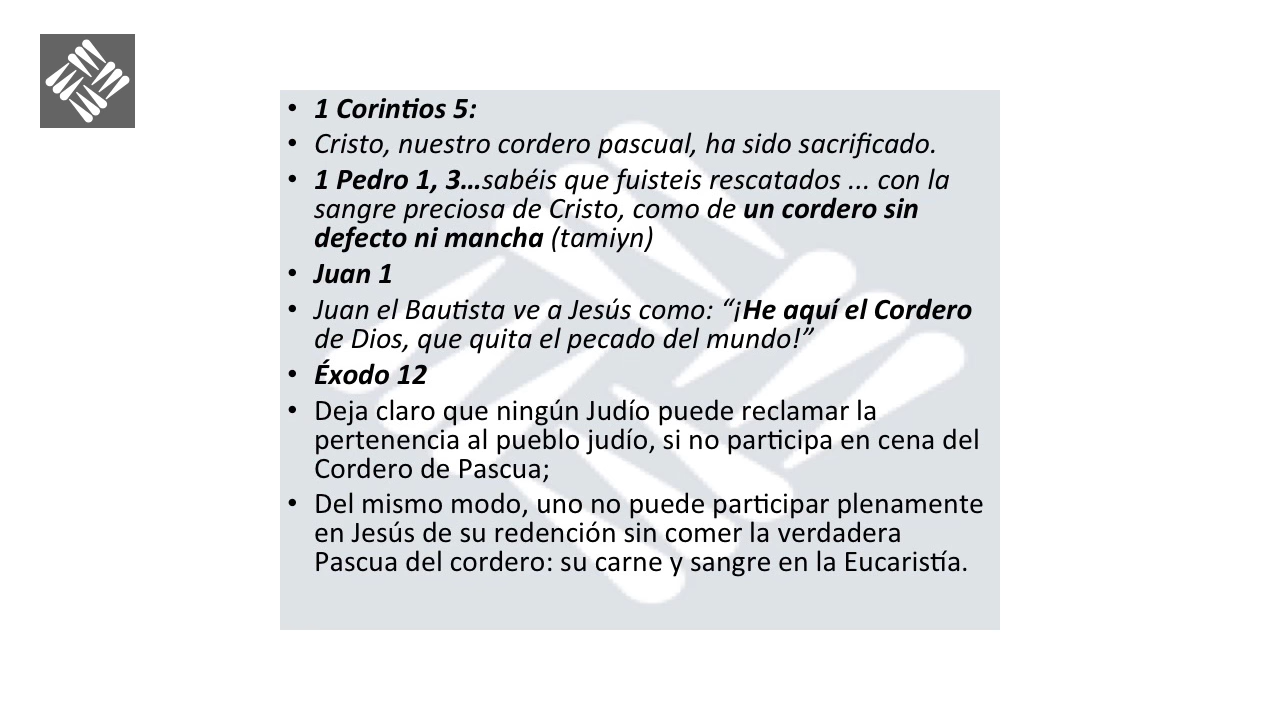 • 1 Corintios 5:
• Cristo, nuestro cordero pascual, ha sido sacrificado.
• 1 Pedro 1, 3…sabéis que fuisteis rescatados ... con la
sangre preciosa de Cristo, como de un cordero sin
defecto ni mancha (tamiyn)
• Juan 1
• Juan el Bautista ve a Jesús como: “¡He aquí el Cordero
de Dios, que quita el pecado del mundo!”
• Éxodo 12
• Deja claro que ningún Judío puede reclamar la
pertenencia al pueblo judío, si no participa en cena del
Cordero de Pascua;
• Del mismo modo, uno no puede participar plenamente
en Jesús de su redención sin comer la verdadera
Pascua del cordero: su carne y sangre en la Eucaristía.